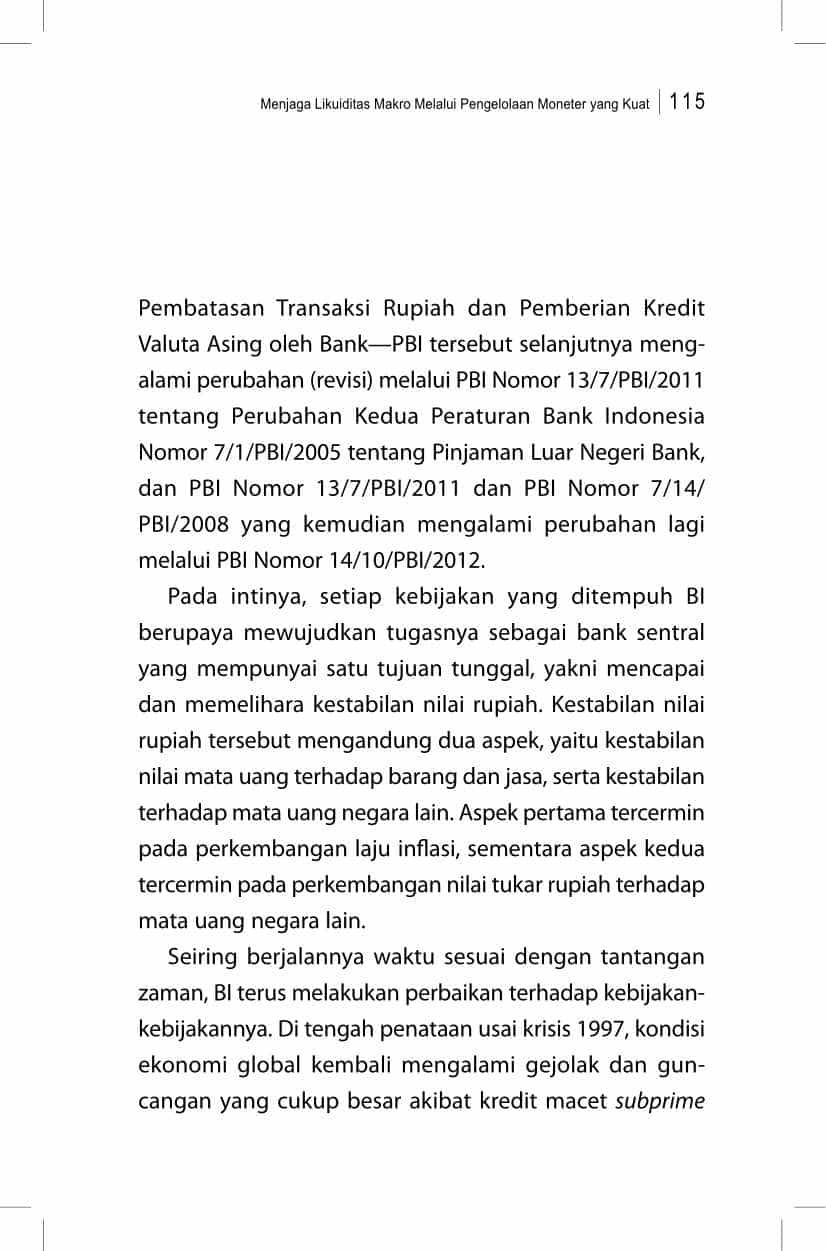 Menjaga Likuiditas Makro Melalui Pengelolaan Moneter yang Kuat | 115
Pembatasan Transaksi Rupiah dan Pemberian Kredit
Valuta Asing oleh Bank—PBI tersebut selanjutnya meng-
alami perubahan (revisi) melalui PBI Nomor 13/7/PBI/2011
tentang Perubahan Kedua Peraturan Bank Indonesia
Nomor 7/1/PBI/2005 tentang Pinjaman Luar Negeri Bank,
dan PBI Nomor 13/7/PBI/2011 dan PBI Nomor 7/14/
PBI/2008 yang kemudian mengalami perubahan lagi
melalui PBI Nomor 14/10/PBI/2012.
Pada intinya, setiap kebijakan yang ditempuh BI
berupaya mewujudkan tugasnya sebagai bank sentral
yang mempunyai satu tujuan tunggal, yakni mencapai
dan memelihara kestabilan nilai rupiah. Kestabilan nilai
rupiah tersebut mengandung dua aspek, yaitu kestabilan
nilai mata uang terhadap barang dan jasa, serta kestabilan
terhadap mata uang negara lain. Aspek pertama tercermin
pada perkembangan laju inflasi, sementara aspek kedua
tercermin pada perkembangan nilai tukar rupiah terhadap
mata uang negara lain.
Seiring berjalannya waktu sesuai dengan tantangan
zaman, BI terus melakukan perbaikan terhadap kebijakan-
kebijakannya. Di tengah penataan usai krisis 1997, kondisi
ekonomi global kembali mengalami gejolak dan gun-
cangan yang cukup besar akibat kredit macet subprime